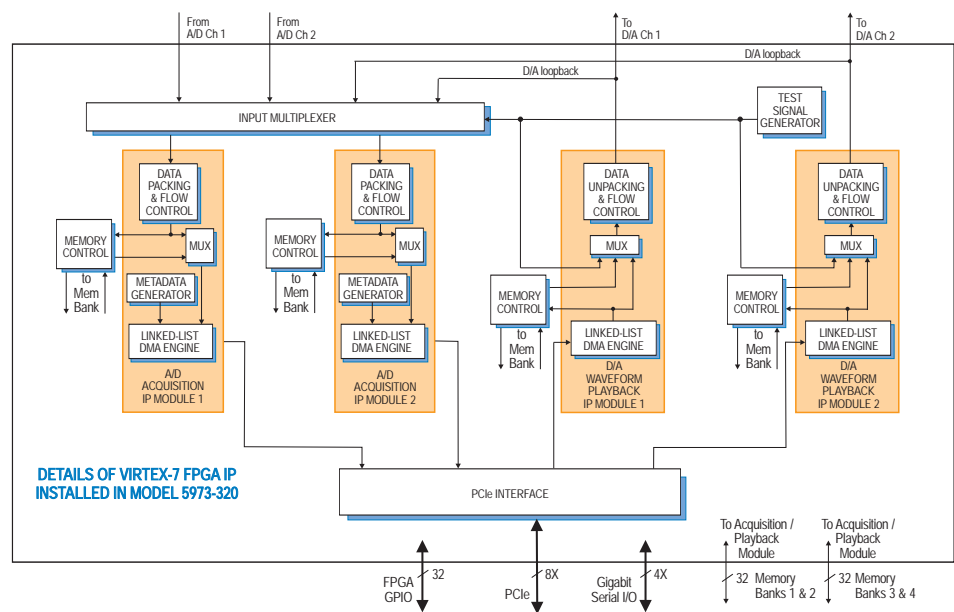 From
A/D Ch 1
From
A/D Ch 2
To
D/A Ch 1
To
D/A Ch 2
D/A loopback
D/A loopback
INPUT MULTIPLEXER
TEST
SIGNAL
GENERATOR
DATA
PACKING
& FLOW
CONTROL
MEMORY
CONTROL
MUX
to
Mem
Bank
METADATA
GENERATOR
LINKED-LIST
DMA ENGINE
A/D
ACQUISITION
IP MODULE 1
DATA
PACKING
& FLOW
CONTROL
MEMORY
CONTROL
MUX
to
Mem
Bank
METADATA
GENERATOR
LINKED-LIST
DMA ENGINE
A/D
ACQUISITION
IP MODULE 2
DATA
UNPACKING
& FLOW
CONTROL
MUX
MEMORY
CONTROL
to
Mem
Bank
LINKED-LIST
DMA ENGINE
D/A
WAVEFORM
PLAYBACK
IP MODULE 1
DATA
UNPACKING
& FLOW
CONTROL
MUX
MEMORY
CONTROL
to
Mem
Bank
LINKED-LIST
DMA ENGINE
D/A
WAVEFORM
PLAYBACK
IP MODULE 2
DETAILS OF VIRTEX-7 FPGA IP
INSTALLED IN MODEL 5973-320
PCIe INTERFACE
32
FPGA
GPIO
8X
PCIe
4X
Gigabit
Serial I/O
To Acquisition /
Playback
Module
32 Memory
Banks 1 & 2
To Acquisition /
Playback
Module
32 Memory
Banks 3 & 4